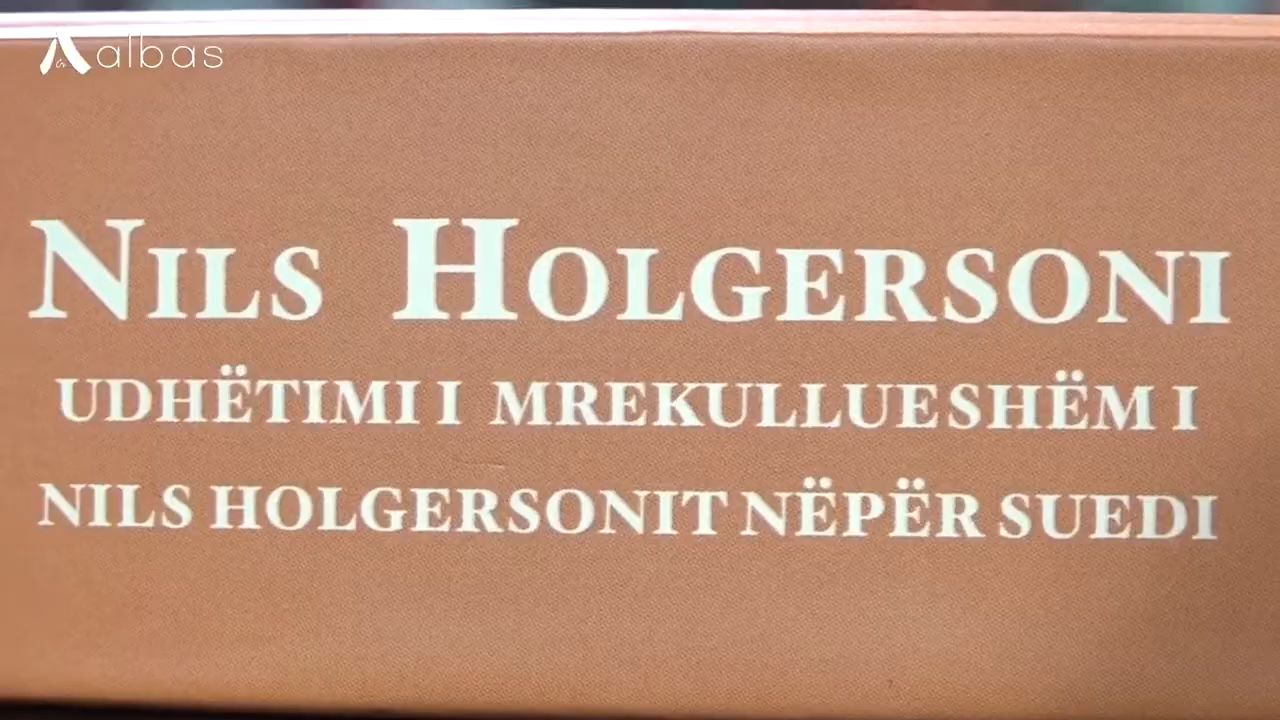 albas
NILS HOLGERSONI
UDHËTIMI I MREKULLUESHËM I
NILS HOLGERSONIT NËPËR SUEDI